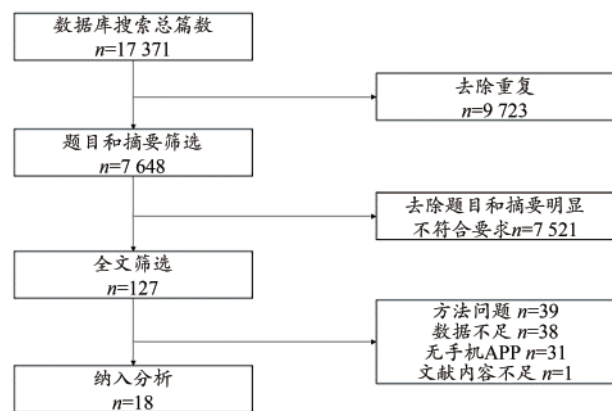 数据库搜索总篇数
n=17 371
去除重复
n=9 723
题目和摘要筛选
n=7 648
去除题目和摘要明显
不符合要求n=7 521
全文筛选
n=127
方法问题 n=39
数据不足 n=38
无手机APP n=31
文献内容不足 n=1
纳入分析
n=18